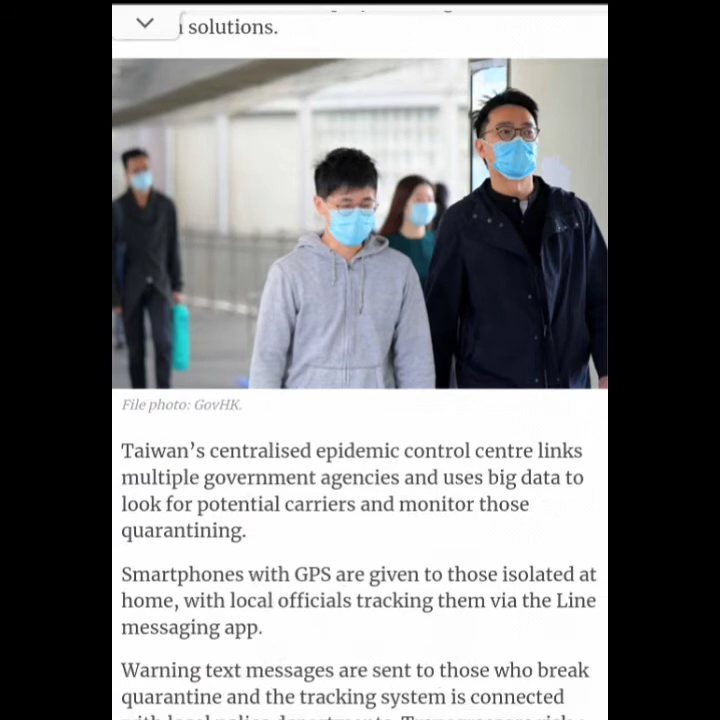 solutions.
File photo: GovHK.
Taiwan’s centralised epidemic control centre links
multiple government agencies and uses big data to
look for potential carriers and monitor those
quarantining.
Smartphones with GPS are given to those isolated at
home, with local officials tracking them via the Line
messaging app.
Warning text messages are sent to those who break
quarantine and the tracking system is connected